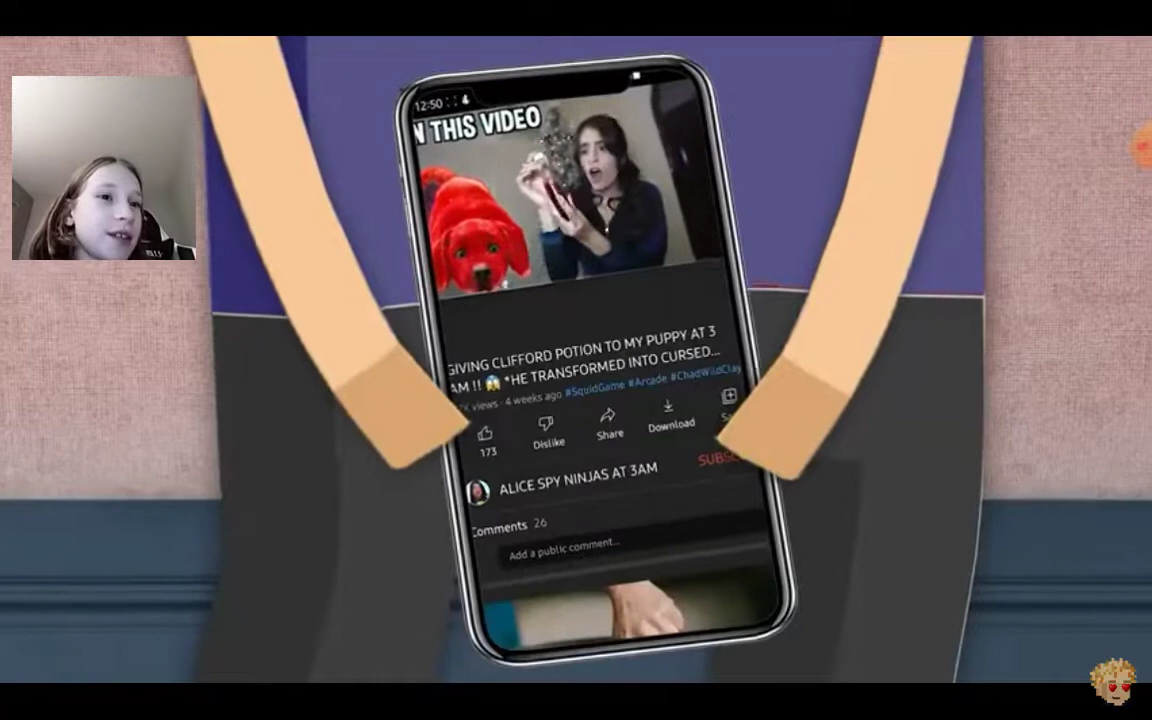 12:50
N THIS VIDEO
GIVING CLIFFORD POTION TO MY PUPPY AT 3
AM !! 😱 *HE TRANSFORMED INTO CURSED...
K views · 4 weeks ago #SquidGame #Arcade #ChadWildClay
173 Dislike Share Download Sa
ALICE SPY NINJAS AT 3AM SUBSC
Comments 26
Add a public comment...